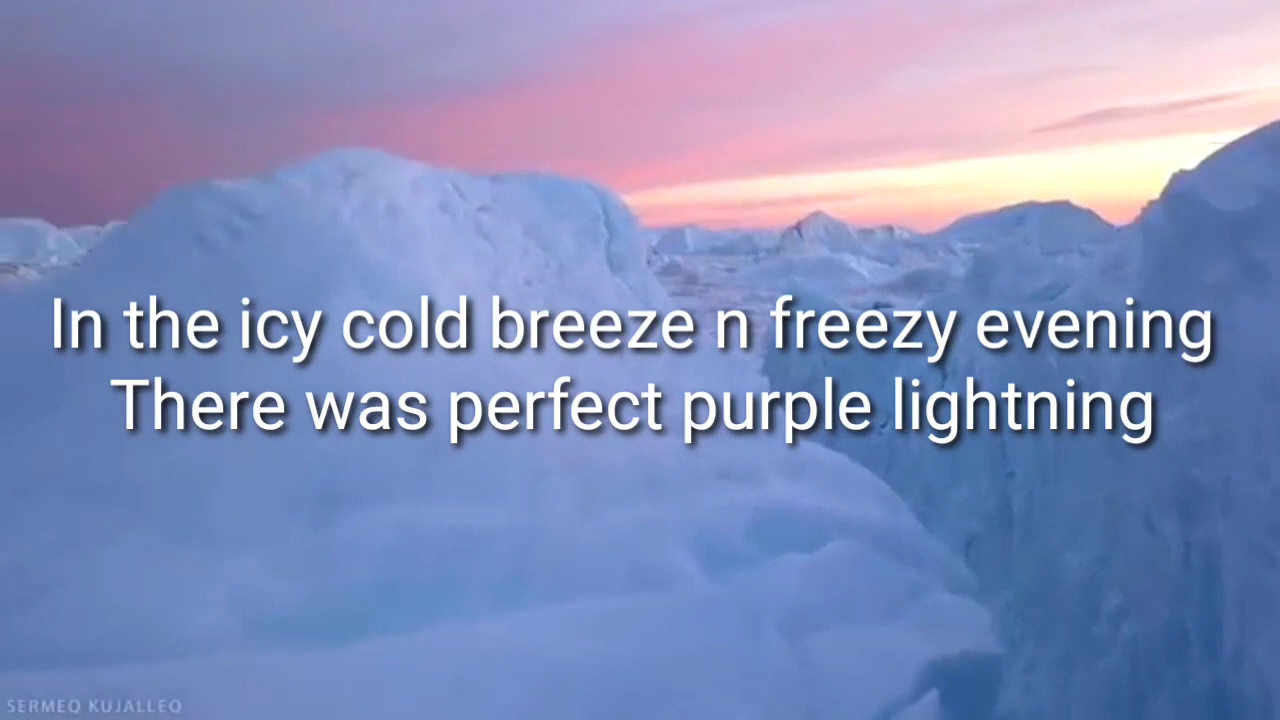 In the icy cold breeze n freezy evening
There was perfect purple lightning
SERMEQ KUJALLEQ